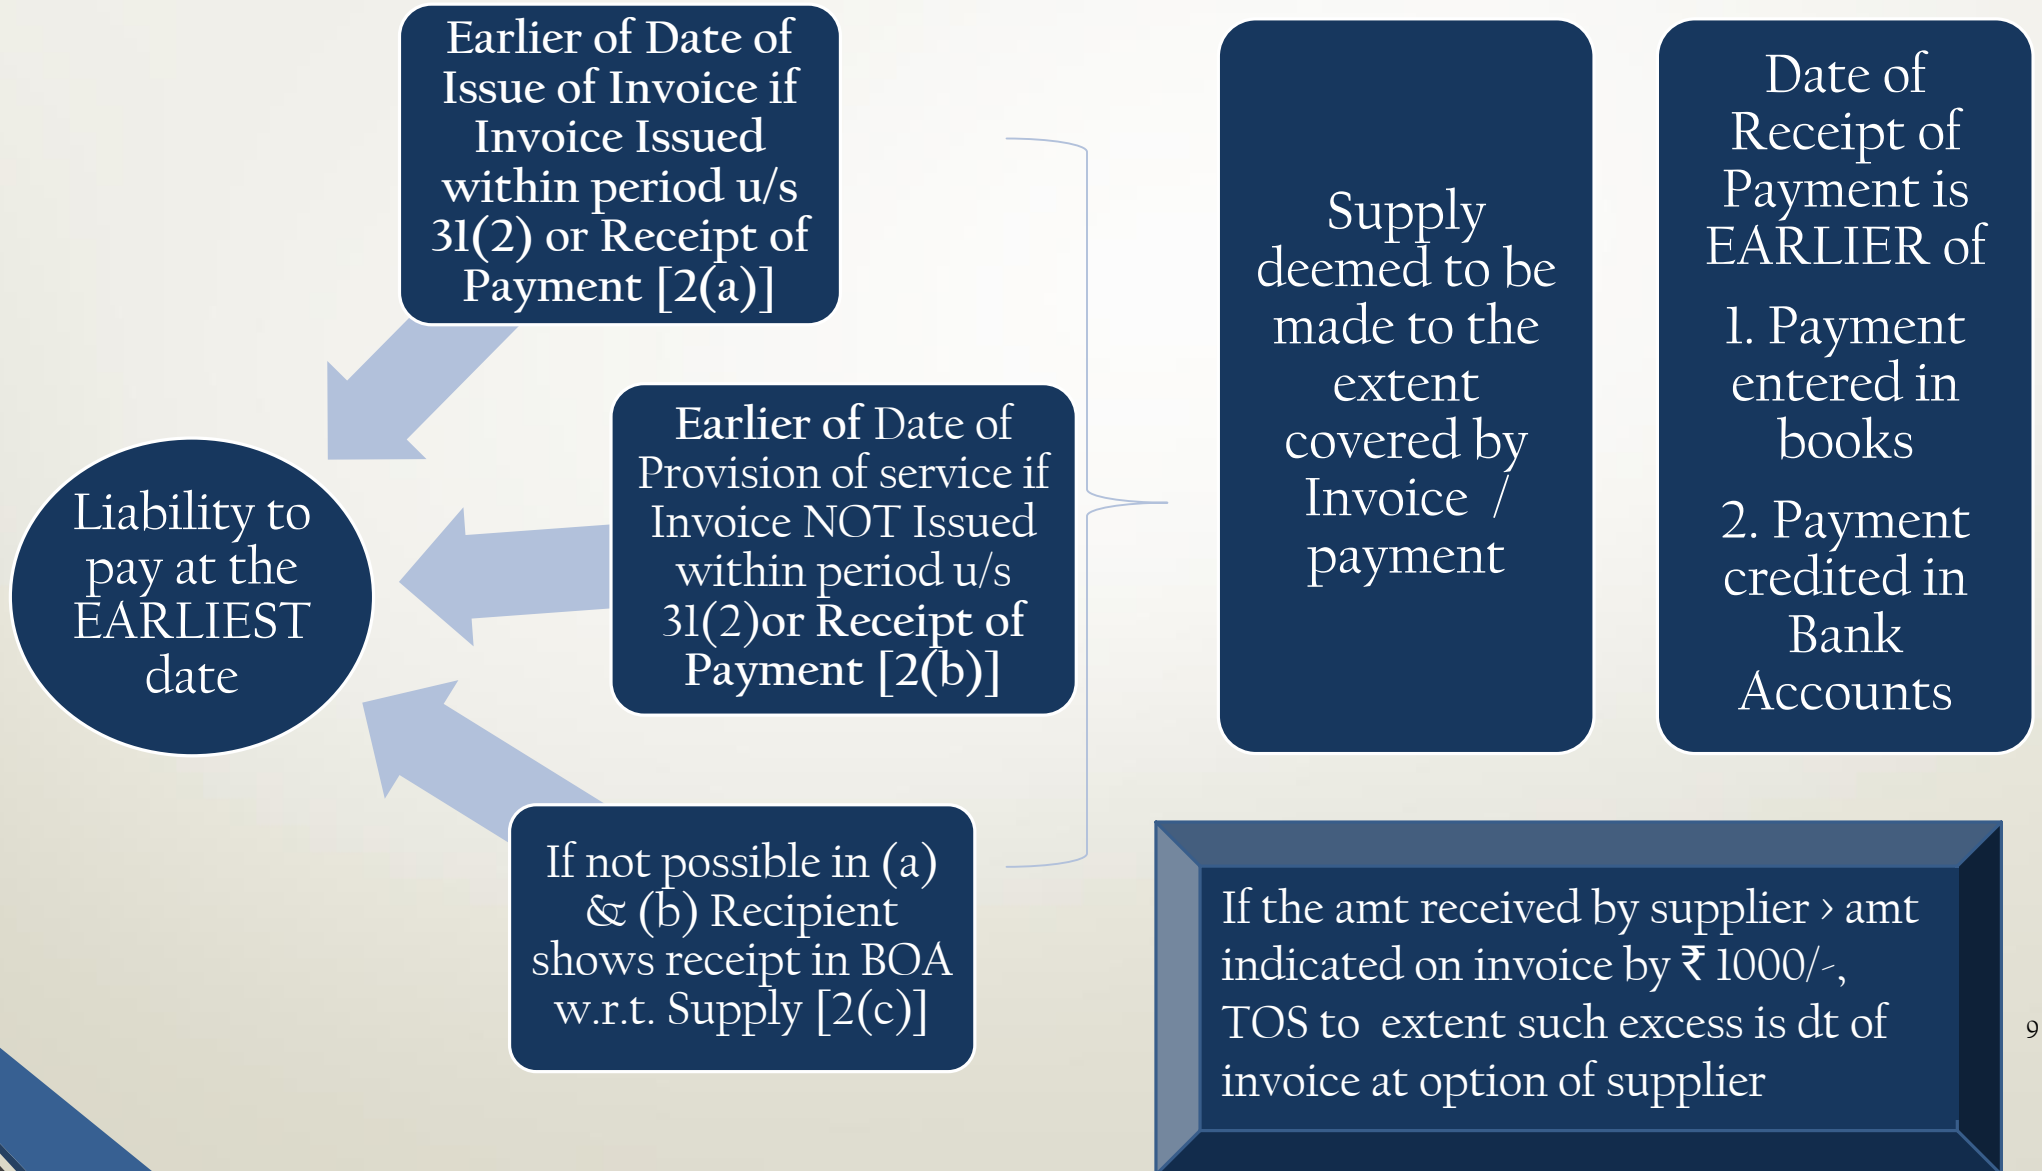 Earlier of Date of
Issue of Invoice if
Invoice Issued
within period u/s
31(2) or Receipt of
Payment [2(a)]
Liability to
pay at the
EARLIEST
date
Earlier of Date of
Provision of service if
Invoice NOT Issued
within period u/s
31(2)or Receipt of
Payment [2(b)]
If not possible in (a)
& (b) Recipient
shows receipt in BOA
w.r.t. Supply [2(c)]
Supply
deemed to be
made to the
extent
covered by
Invoice /
payment
Date of
Receipt of
Payment is
EARLIER of
1. Payment
entered in
books
2. Payment
credited in
Bank
Accounts
If the amt received by supplier > amt
indicated on invoice by ₹ 1000/-,
TOS to extent such excess is dt of
invoice at option of supplier
9